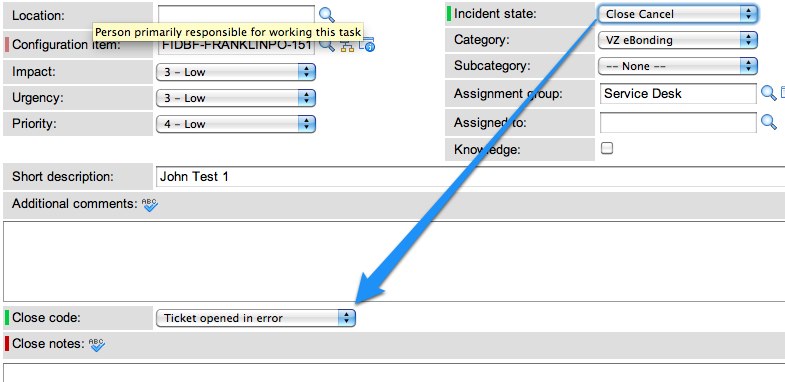 Location:
Incident state: Close Cancel
Person primarily responsible for working this task
Configuration item: FIDBF-FRANKLINPO-151
Category: VZ eBonding
Impact: 3 - Low
Subcategory: -- None --
Urgency: 3 - Low
Assignment group: Service Desk
Priority: 4 - Low
Assigned to:
Knowledge:
Short description: John Test 1
Additional comments: ABC
Close code: Ticket opened in error
Close notes: ABC